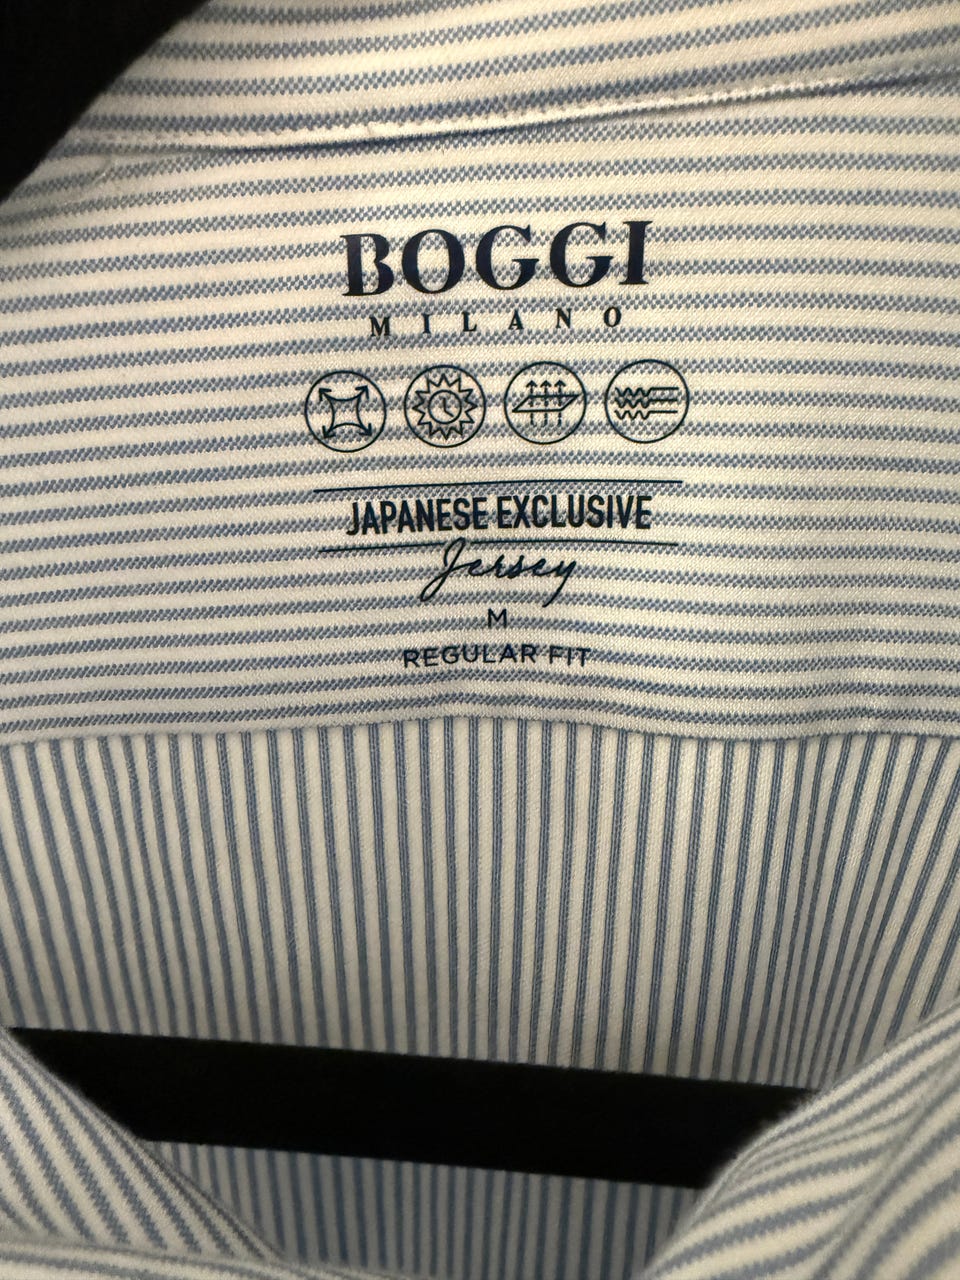 BOGGI
MILANO
JAPANESE EXCLUSIVE
Jersey
M
REGULAR FIT